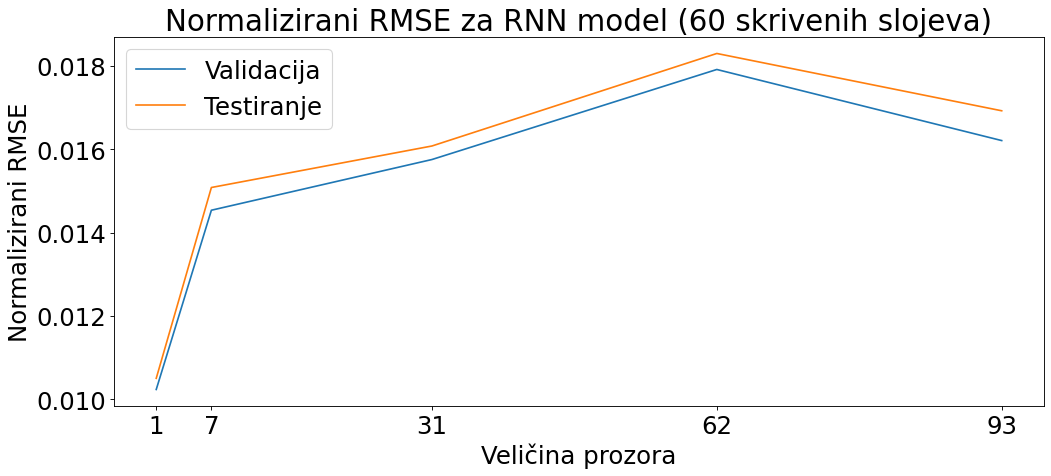 Normalizirani RMSE za RNN model (60 skrivenih slojeva)
Validacija
Testiranje
Normalizirani RMSE
0.018
0.016
0.014
0.012
0.010
1 7 31 62 93
Veličina prozora